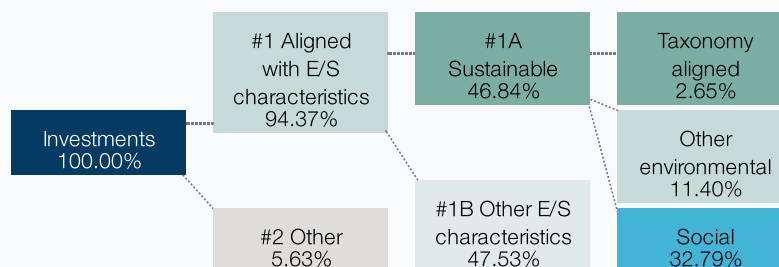 Investments
100.00%
#1 Aligned
with E/S
characteristics
94.37%
#2 Other
5.63%
#1A
Sustainable
46.84%
#1B Other E/S
characteristics
47.53%
Taxonomy
aligned
2.65%
Other
environmental
11.40%
Social
32.79%